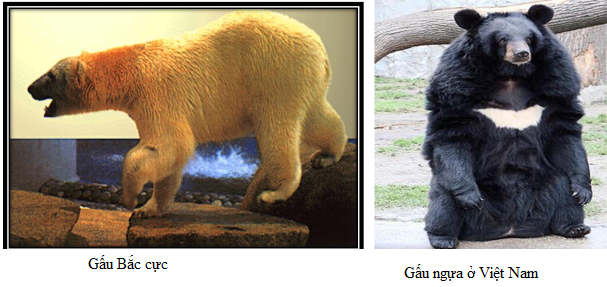 Gấu Bắc cực
Gấu ngựa ở Việt Nam